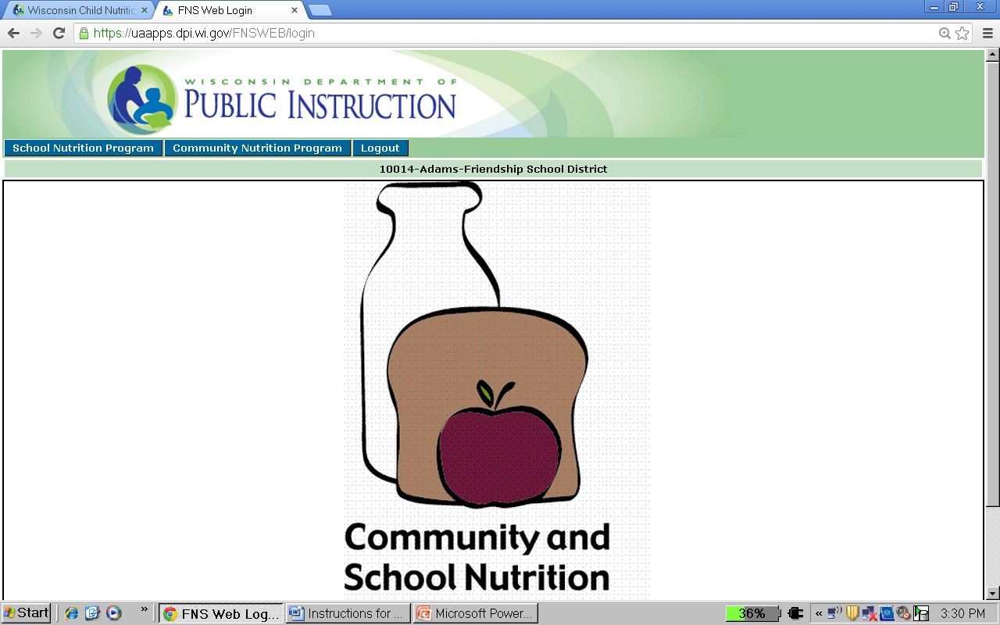 Wisconsin Child Nutritic
FNS Web Login
https://uaapps.dpi.wi.gov/FNSWEB/login
WISCONSIN DEPARTMENT OF
PUBLIC INSTRUCTION
School Nutrition Program Community Nutrition Program Logout
10014-Adams-Friendship School District
Community and
School Nutrition
Start » FNS Web Log... Instructions for ... Microsoft Power... 36% « 3:30 PM